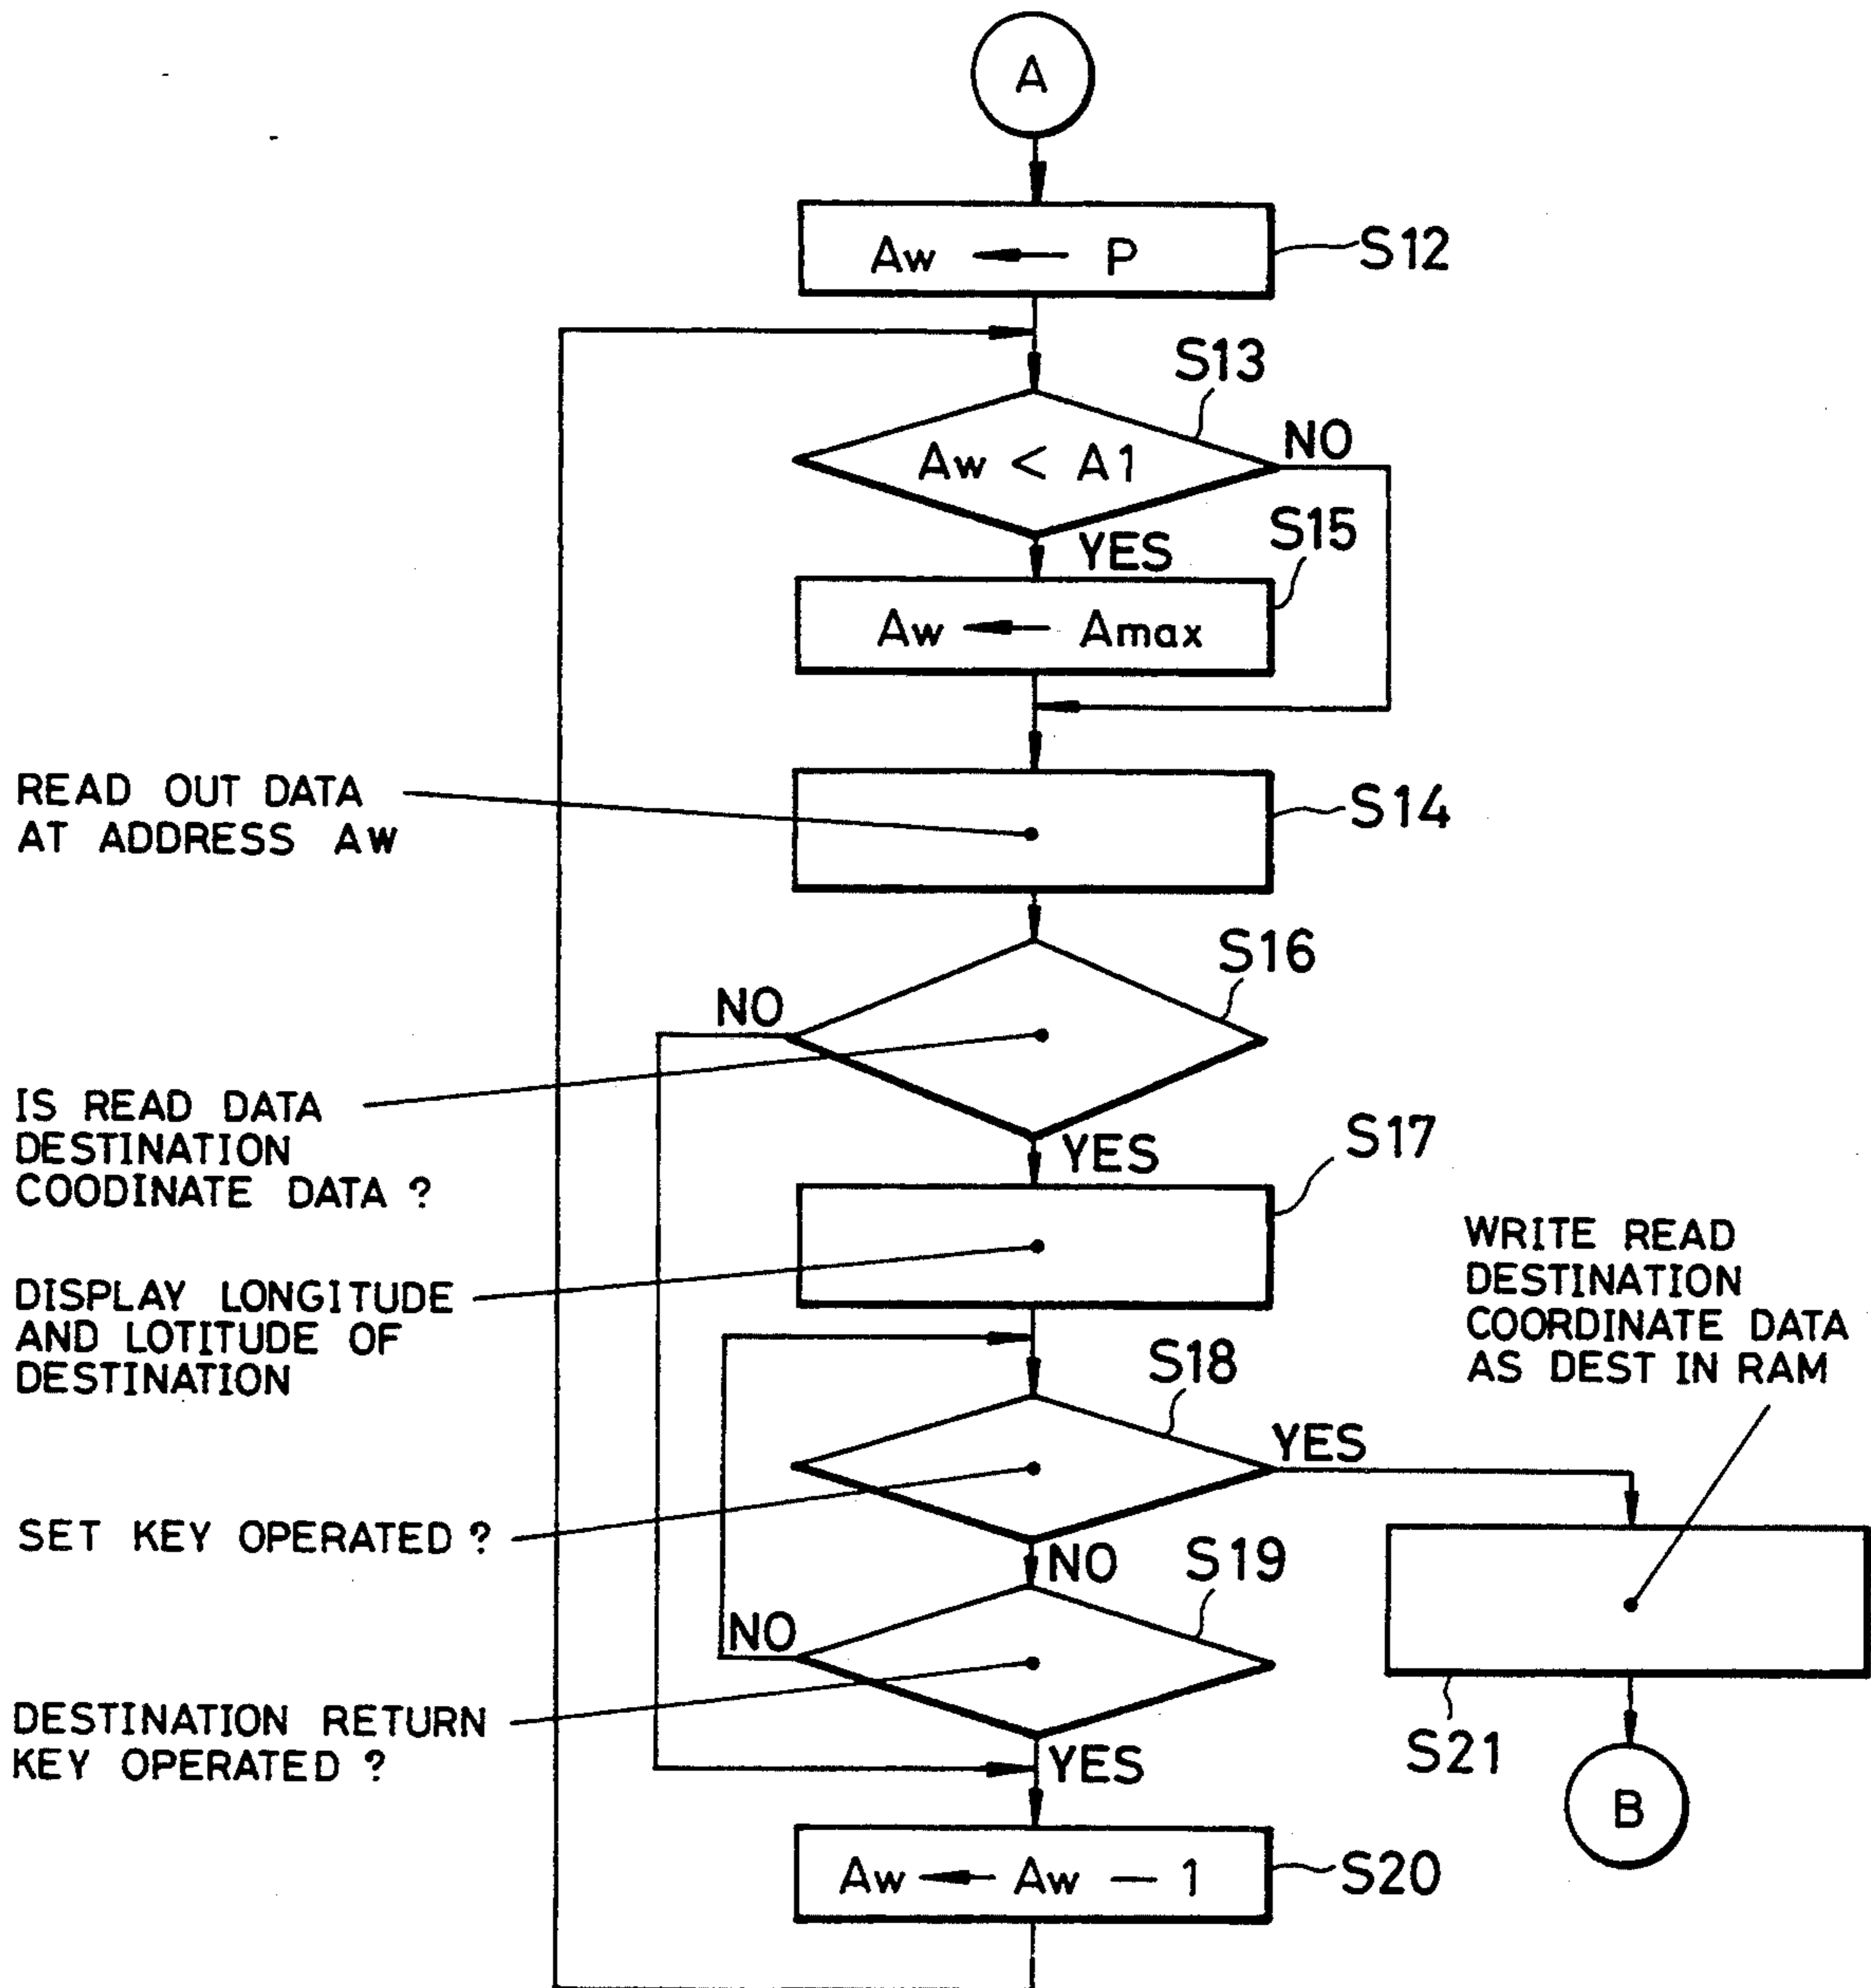 A
Aw ← P
S12
S13
Aw < A1
NO
YES
S15
Aw ← Amax
READ OUT DATA
AT ADDRESS AW
S14
S16
NO
IS READ DATA
DESTINATION
COODINATE DATA ?
YES
S17
DISPLAY LONGITUDE
AND LOTITUDE OF
DESTINATION
WRITE READ
DESTINATION
COORDINATE DATA
AS DEST IN RAM
S18
YES
SET KEY OPERATED ?
NO
S19
NO
DESTINATION RETURN
KEY OPERATED ?
YES
S21
B
Aw ← Aw − 1
S20